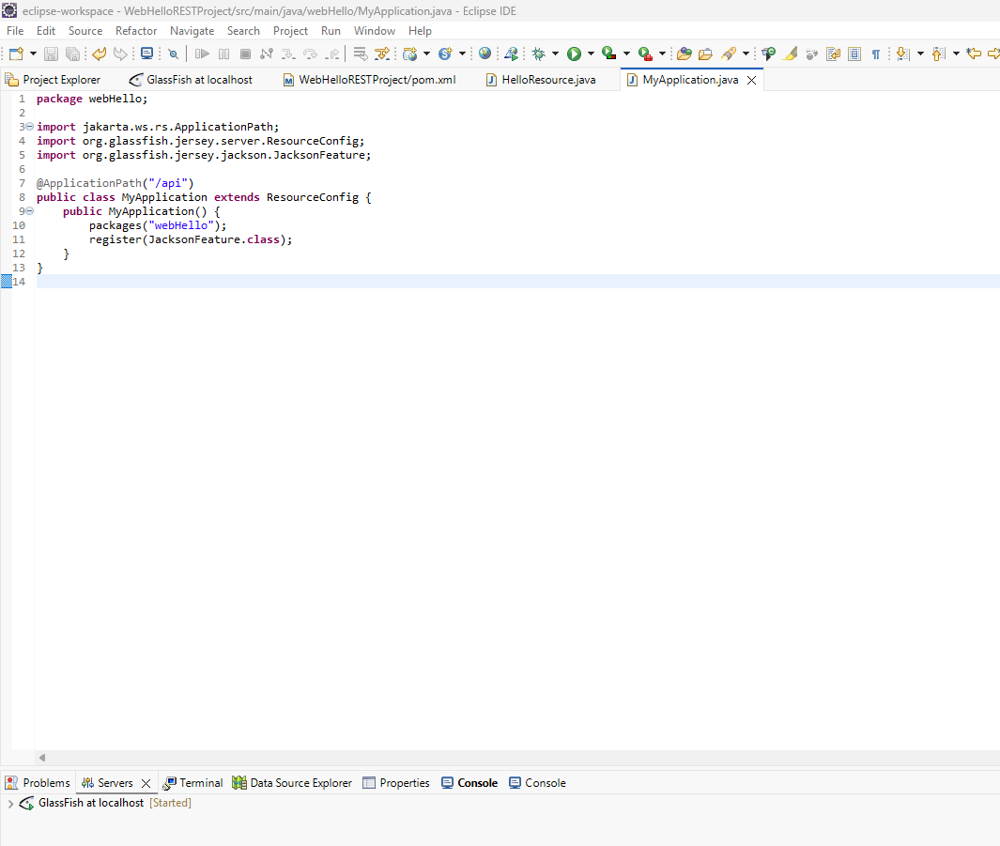 eclipse-workspace - WebHelloRESTProject/src/main/java/webHello/MyApplication.java - Eclipse IDE
File Edit Source Refactor Navigate Search Project Run Window Help
Project Explorer GlassFish at localhost WebHelloRESTProject/pom.xml HelloResource.java MyApplication.java
1 package webHello;
2
3 import jakarta.ws.rs.ApplicationPath;
4 import org.glassfish.jersey.server.ResourceConfig;
5 import org.glassfish.jersey.jackson.JacksonFeature;
6
7 @ApplicationPath("/api")
8 public class MyApplication extends ResourceConfig {
9     public MyApplication() {
10         packages("webHello");
11         register(JacksonFeature.class);
12     }
13 }
14
Problems Servers Terminal Data Source Explorer Properties Console Console
GlassFish at localhost [Started]